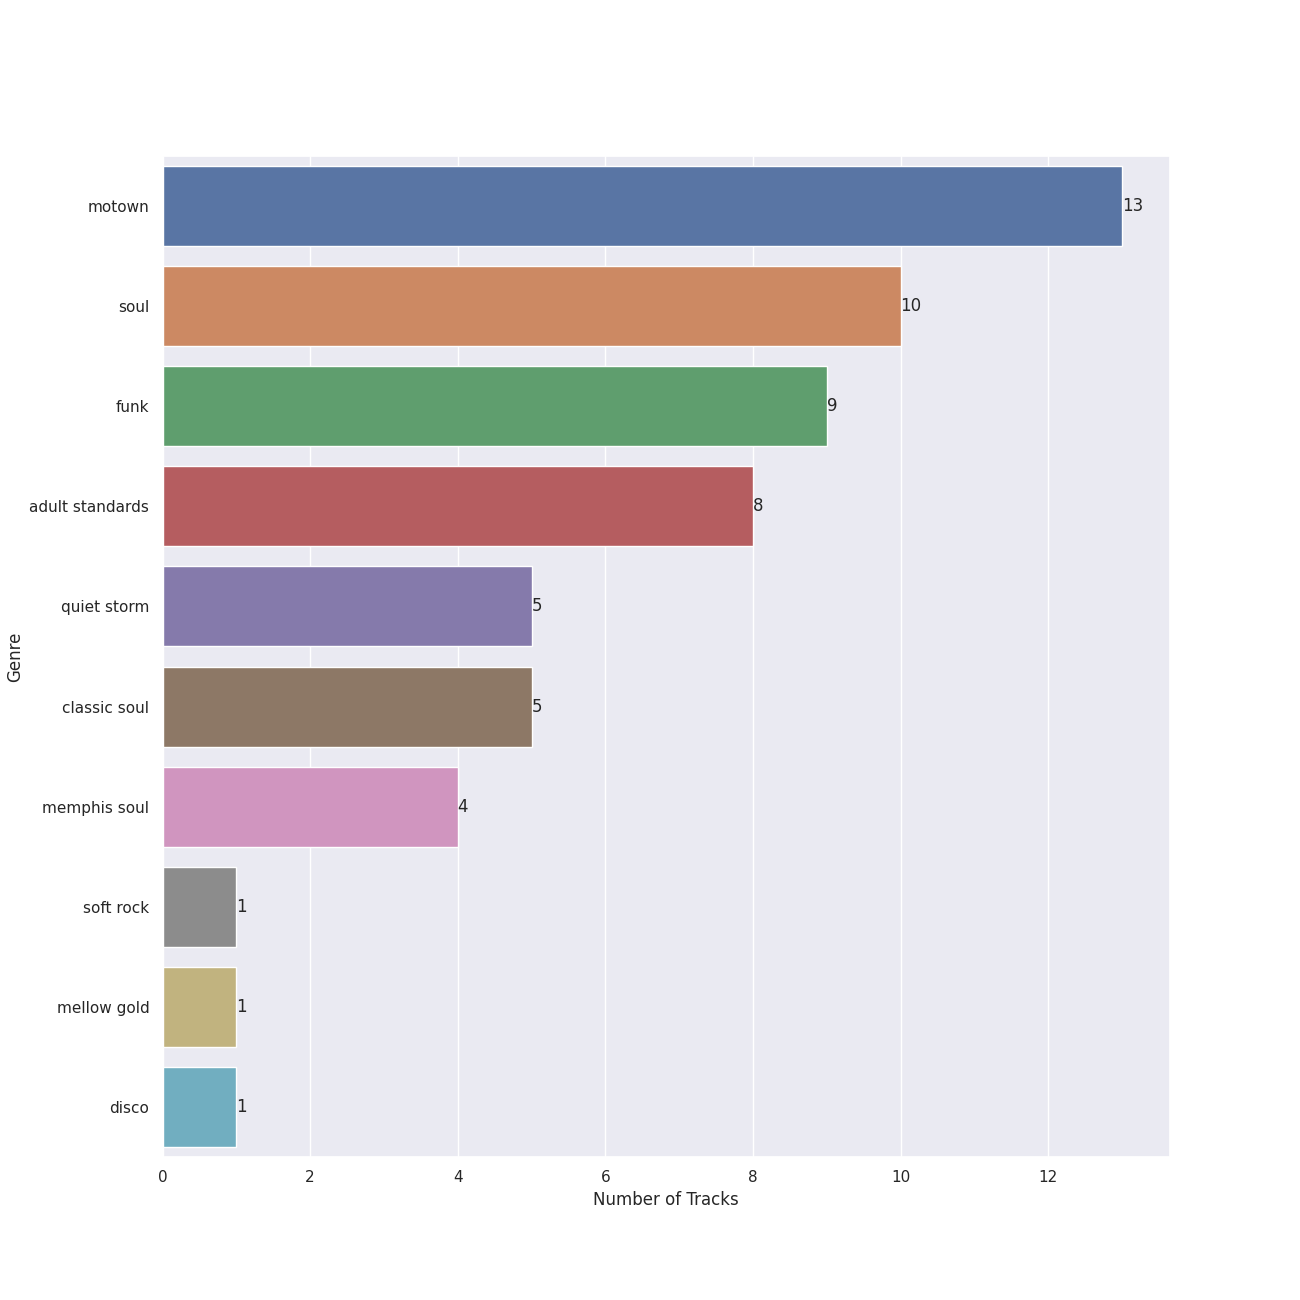 motown 13
soul 10
funk 9
adult standards 8
quiet storm 5
classic soul 5
memphis soul 4
soft rock 1
mellow gold 1
disco 1
Genre
0 2 4 6 8 10 12
Number of Tracks